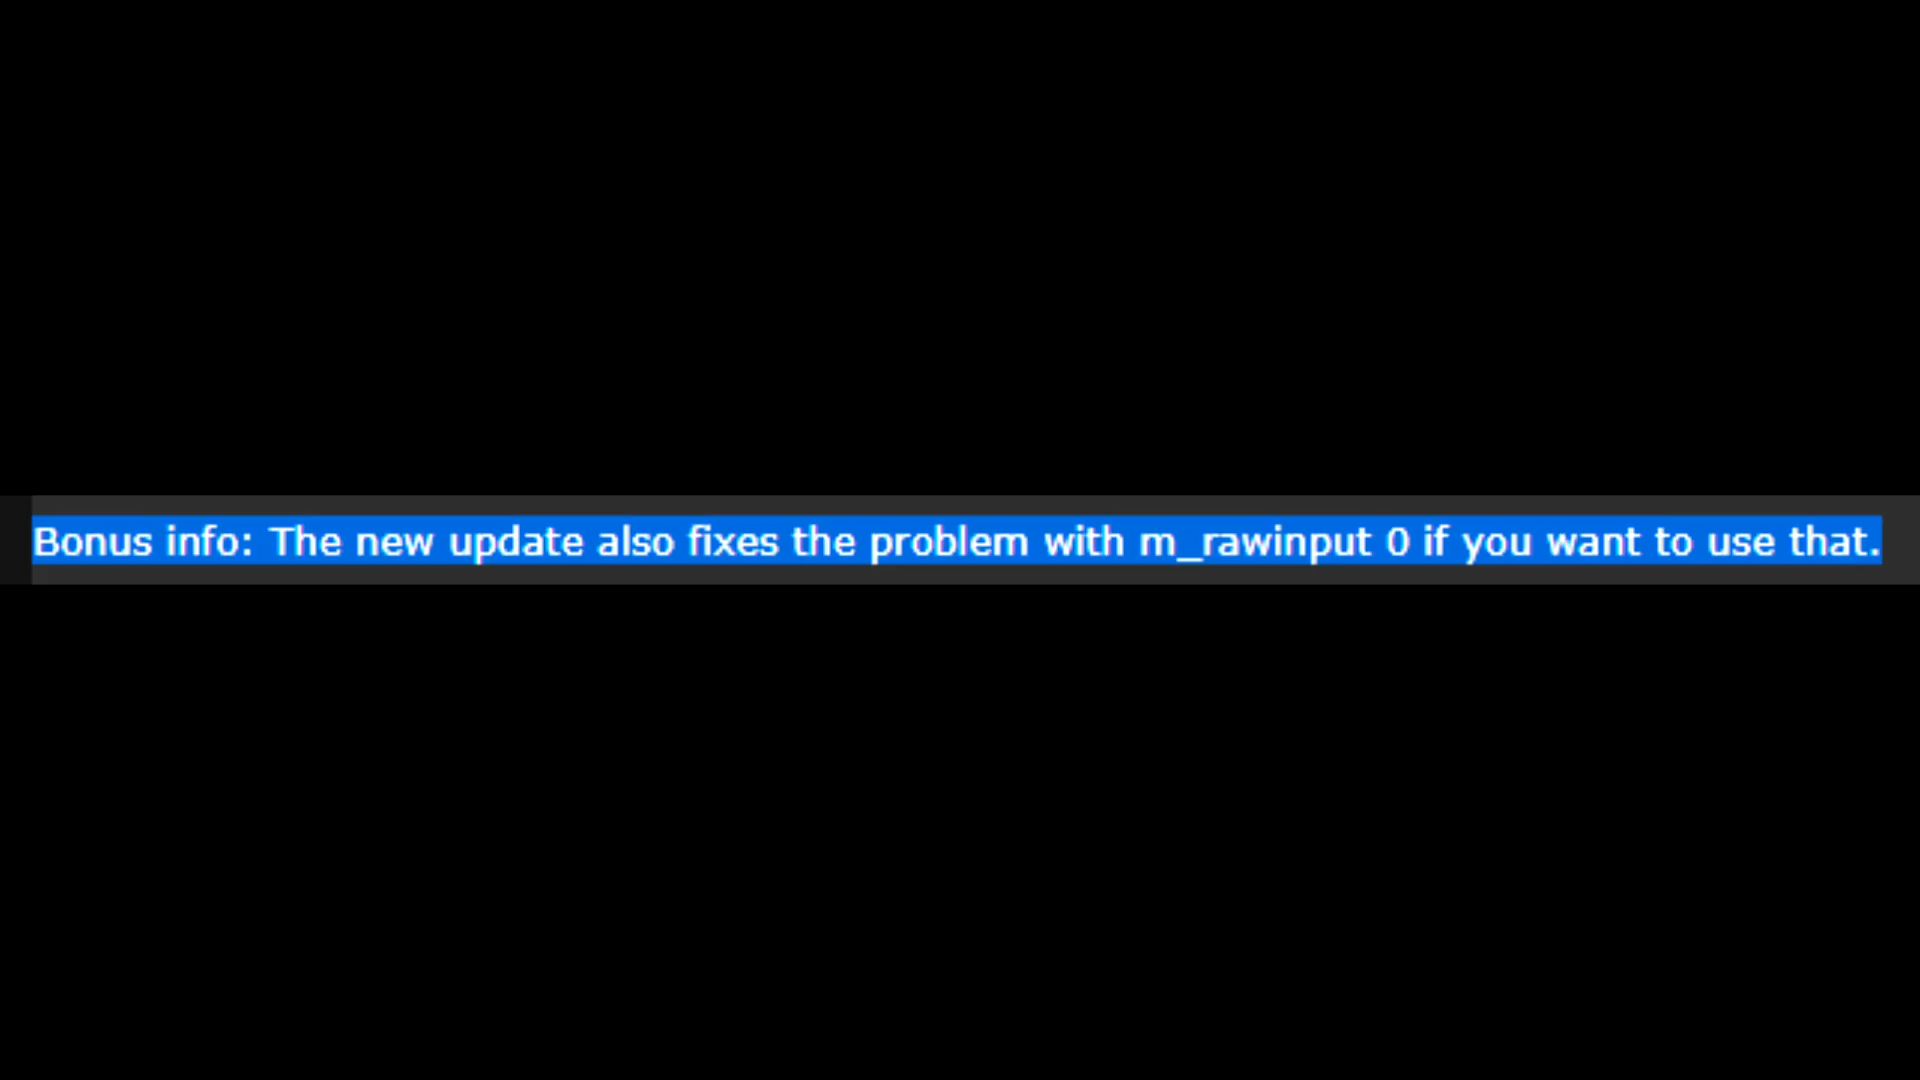 Bonus info: The new update also fixes the problem with m_rawinput 0 if you want to use that.